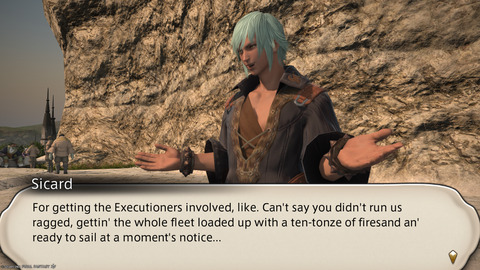 Sicard
For getting the Executioners involved, like. Can't say you didn't run us
ragged, gettin' the whole fleet loaded up with a ten-tonze of firesand an'
ready to sail at a moment's notice...